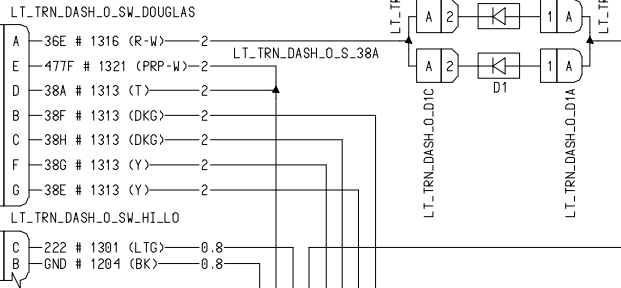 LT_TRN_DASH_O_SW_DOUGLAS
A 36E # 1316 (R-W) 2
E 477F # 1321 (PRP-W) 2
D 38A # 1313 (T) 2
B 38F # 1313 (DKG) 2
C 38H # 1313 (DKG) 2
F 38G # 1313 (Y) 2
G 38E # 1313 (Y) 2
LT_TRN_DASH_O_SW_HI_LO
C 222 # 1301 (LTG) 0.8
B GND # 1204 (BK) 0.8
LT_TRN_DASH_O_S_38A
A 2 1 A
A 2 1 A
D1
LT_TRN_DASH_O_D1C
LT_TRN_DASH_O_D1A